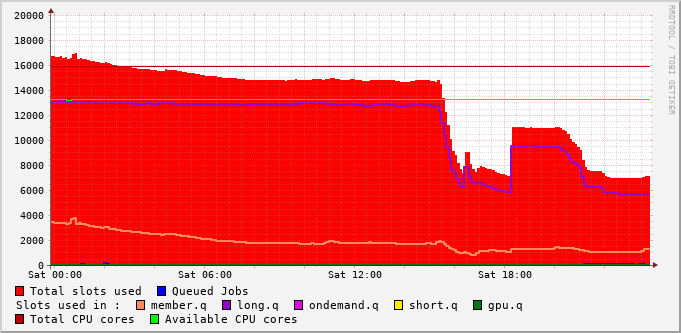 20000
18000
16000
14000
12000
10000
8000
6000
4000
2000
0
Sat 00:00 Sat 06:00 Sat 12:00 Sat 18:00
Total slots used Queued Jobs
Slots used in : member.q long.q ondemand.q short.q gpu.q
Total CPU cores Available CPU cores
RRDTOOL / TOBI OETIKER